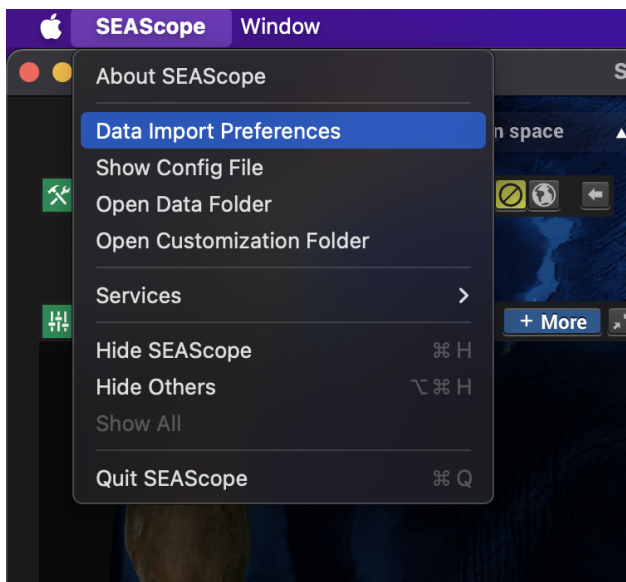 SEAScope Window
About SEAScope
Data Import Preferences
n space
Show Config File
Open Data Folder
Open Customization Folder
Services
+ More
Hide SEAScope ⌘ H
Hide Others ⌥ ⌘ H
Show All
Quit SEAScope ⌘ Q